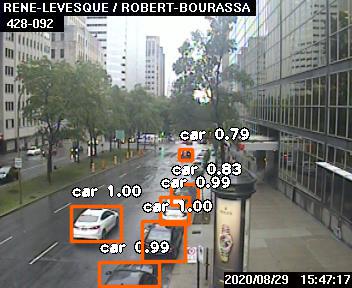 RENE-LEVESQUE / ROBERT-BOURASSA
428-092
car 0.79
car 0.83
car 0.99
car 1.00
car 1.00
car 0.99
2020/08/29 15:47:17